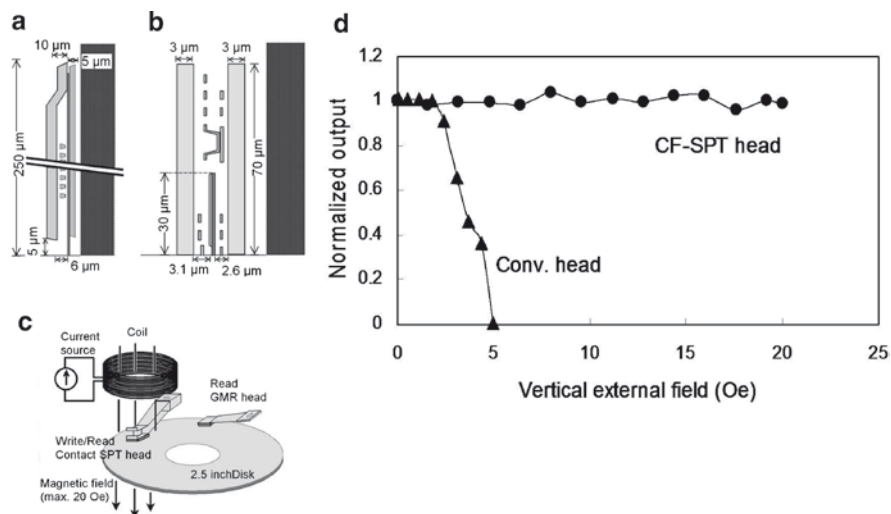 a
10 µm
5 µm
250 µm
5 µm
6 µm
b
3 µm
3 µm
70 µm
30 µm
3.1 µm
2.6 µm
c
Current
source
Coil
Read
GMR head
Write/Read
Contact SPT head
2.5 inchDisk
Magnetic field
(max. 20 Oe)
d
Normalized output
1.2
1
0.8
0.6
0.4
0.2
0
CF-SPT head
Conv. head
0
5
10
15
20
25
Vertical external field (Oe)